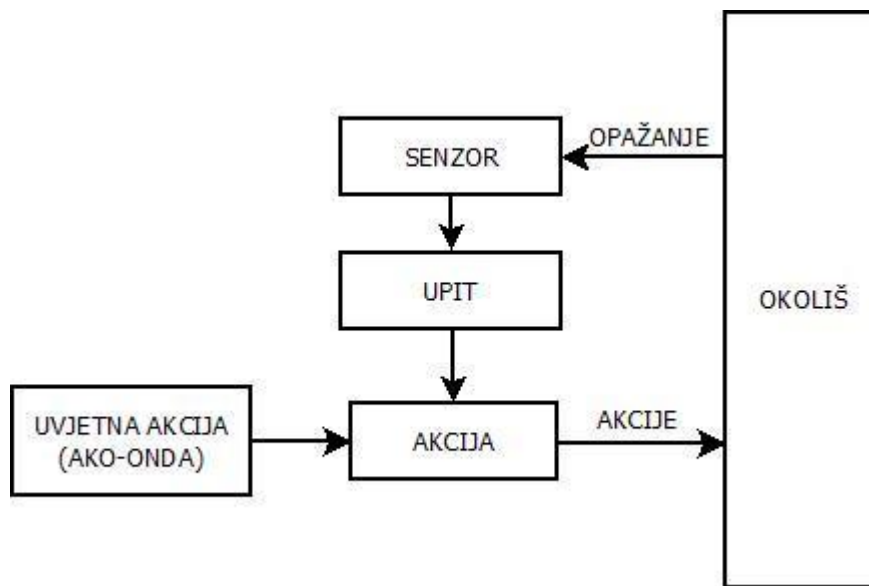 OPAŽANJE
SENZOR
UPIT
OKOLIŠ
UVJETNA AKCIJA
(AKO-ONDA)
AKCIJA
AKCIJE